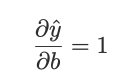 ∂ŷ/∂b = 1